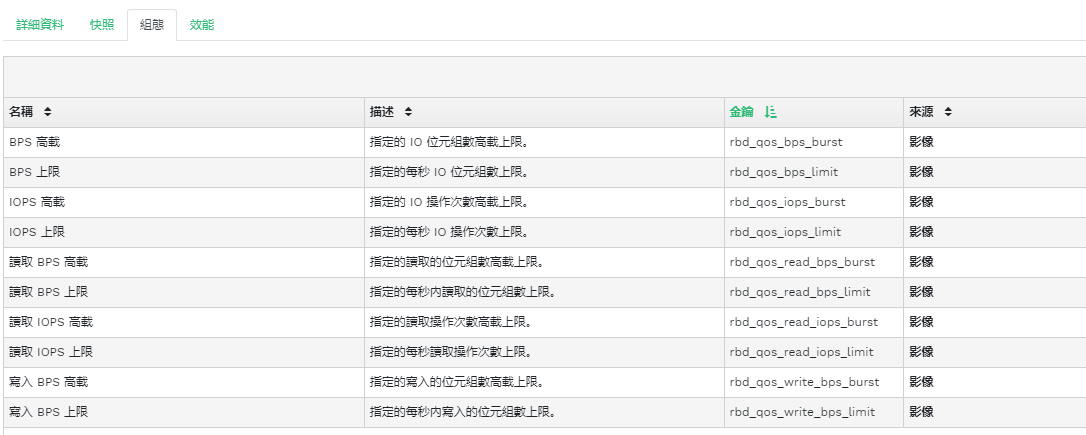 詳細資料 快照 組態 效能
名稱 描述 金鑰 來源
BPS 高載 指定的 IO 位元組數高載上限。 rbd_qos_bps_burst 影像
BPS 上限 指定的每秒 IO 位元組數上限。 rbd_qos_bps_limit 影像
IOPS 高載 指定的 IO 操作次數高載上限。 rbd_qos_iops_burst 影像
IOPS 上限 指定的每秒 IO 操作次數上限。 rbd_qos_iops_limit 影像
讀取 BPS 高載 指定的讀取的位元組數高載上限。 rbd_qos_read_bps_burst 影像
讀取 BPS 上限 指定的每秒內讀取的位元組數上限。 rbd_qos_read_bps_limit 影像
讀取 IOPS 高載 指定的讀取操作次數高載上限。 rbd_qos_read_iops_burst 影像
讀取 IOPS 上限 指定的每秒讀取操作次數上限。 rbd_qos_read_iops_limit 影像
寫入 BPS 高載 指定的寫入的位元組數高載上限。 rbd_qos_write_bps_burst 影像
寫入 BPS 上限 指定的每秒內寫入的位元組數上限。 rbd_qos_write_bps_limit 影像